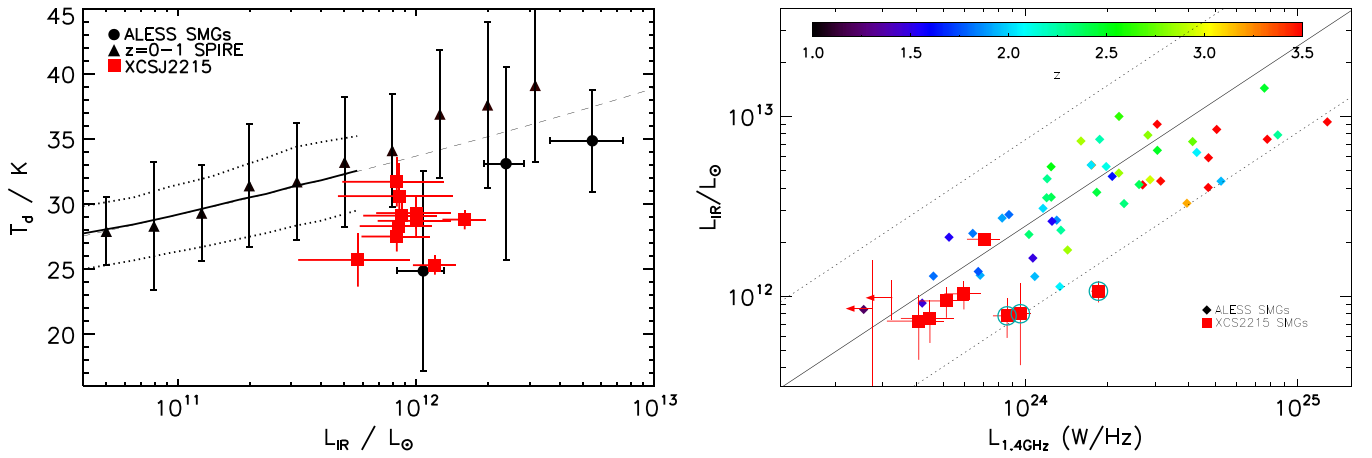 45
40
35
30
25
20
T_d / K
ALESS SMGs
z=0-1 SPIRE
XCSJ2215
10^11
10^12
10^13
L_IR / L_☉
1.0
1.5
2.0
2.5
3.0
3.5
z
10^13
10^12
L_IR/L_☉
ALESS SMGs
XCS2215 SMGs
10^24
10^25
L_1.4GHz (W/Hz)